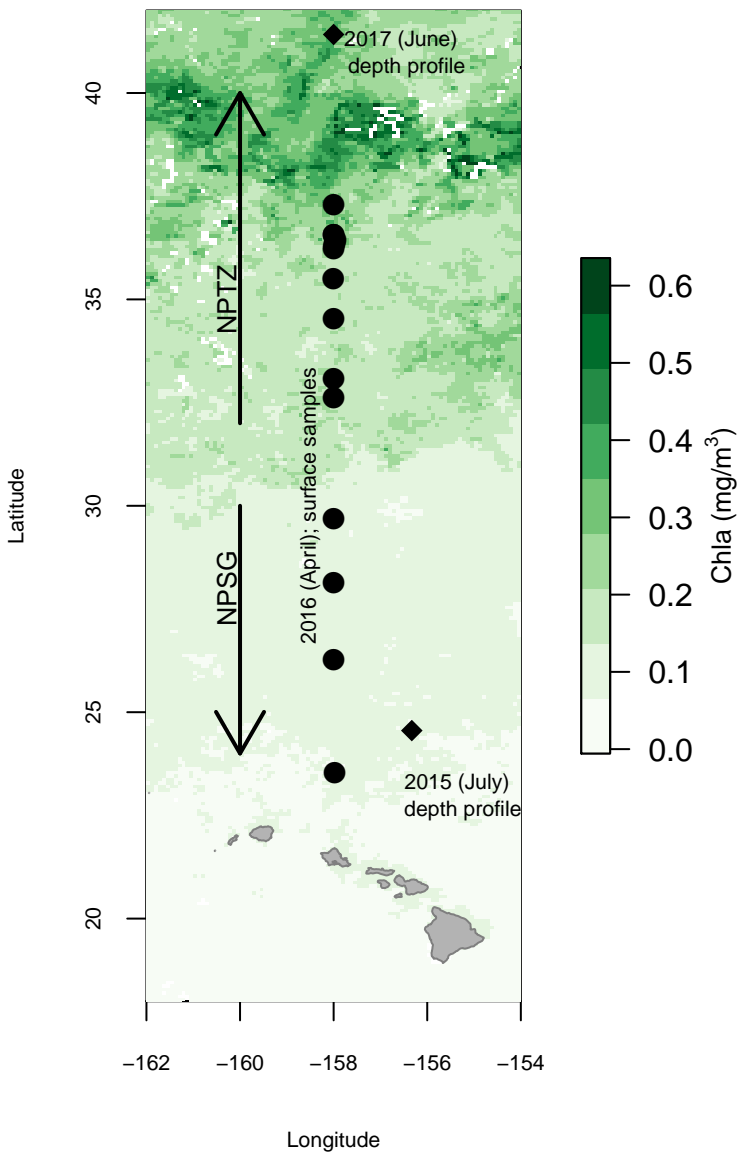 2017 (June)
depth profile
NPTZ
2016 (April); surface samples
NPSG
2015 (July)
depth profile
40
35
30
25
20
Latitude
−162 −160 −158 −156 −154
Longitude
0.6
0.5
0.4
0.3
0.2
0.1
0.0
Chla (mg/m³)